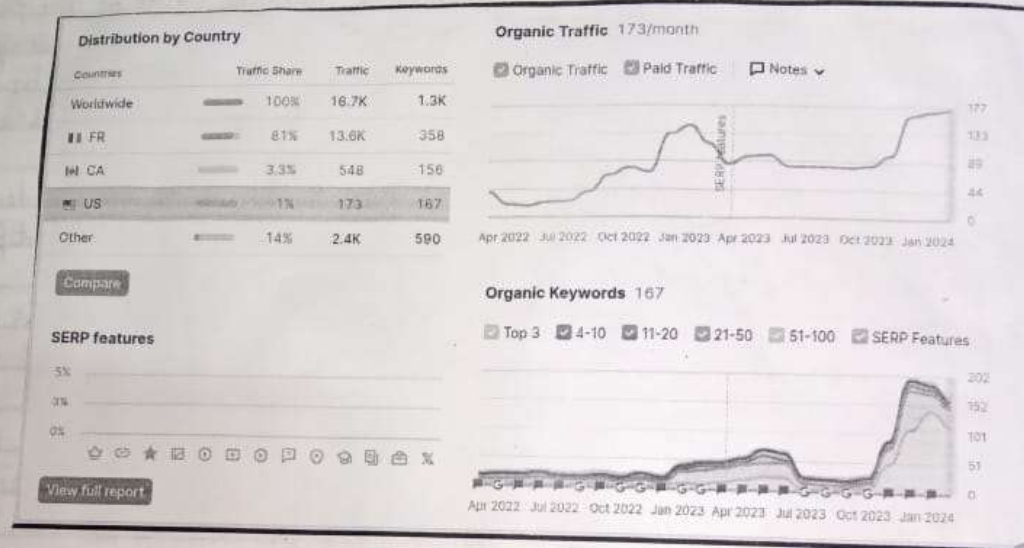 Distribution by Country
Countries Traffic Share Traffic Keywords
Worldwide 100% 16.7K 1.3K
FR 81% 13.6K 358
CA 3.3% 548 156
US 1% 173 167
Other 14% 2.4K 590
Compare
SERP features
5%
3%
0%
View full report
Organic Traffic 173/month
Organic Traffic Paid Traffic Notes
SERP features
177
133
89
44
0
Apr 2022 Jul 2022 Oct 2022 Jan 2023 Apr 2023 Jul 2023 Oct 2023 Jan 2024
Organic Keywords 167
Top 3 4-10 11-20 21-50 51-100 SERP Features
202
152
101
51
0
G G G G G G G G G
Apr 2022 Jul 2022 Oct 2022 Jan 2023 Apr 2023 Jul 2023 Oct 2023 Jan 2024